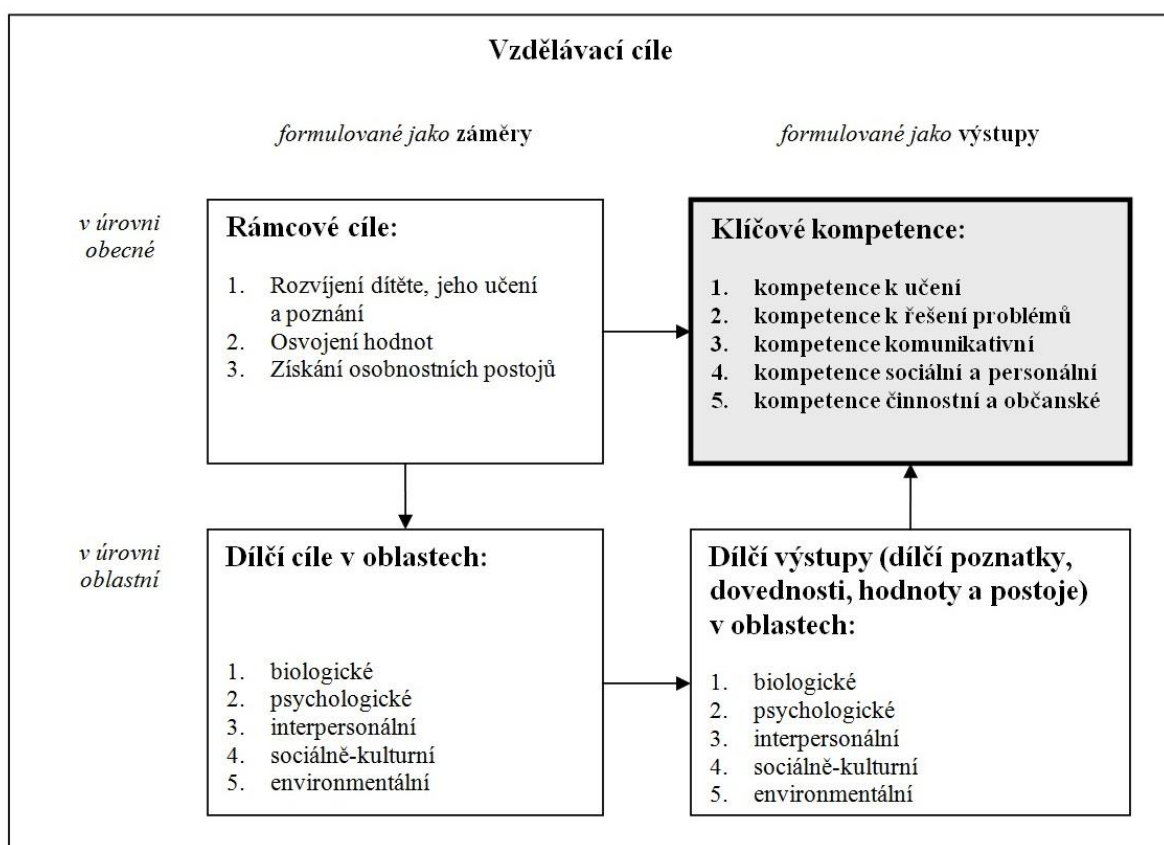 Vzdělávací cíle
formulované jako záměry
formulované jako výstupy
v úrovni
obecné
Rámcové cíle:
1. Rozvíjení dítěte, jeho učení
a poznání
2. Osvojení hodnot
3. Získání osobnostních postojů
Klíčové kompetence:
1. kompetence k učení
2. kompetence k řešení problémů
3. kompetence komunikativní
4. kompetence sociální a personální
5. kompetence činnostní a občanské
v úrovni
oblastní
Dílčí cíle v oblastech:
1. biologické
2. psychologické
3. interpersonální
4. sociálně-kulturní
5. environmentální
Dílčí výstupy (dílčí poznatky,
dovednosti, hodnoty a postoje)
v oblastech:
1. biologické
2. psychologické
3. interpersonální
4. sociálně-kulturní
5. environmentální